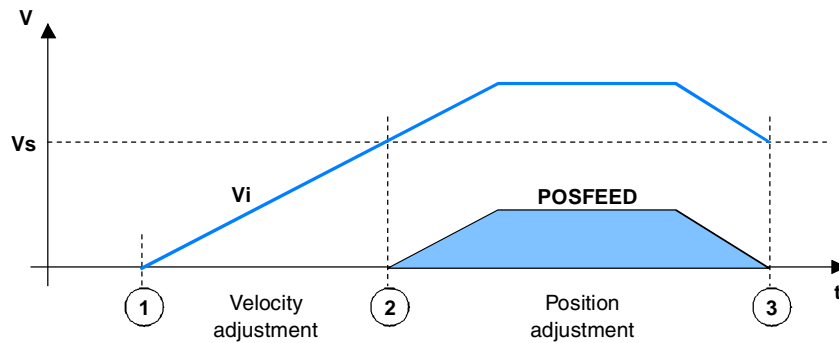 V
Vs
Vi
POSFEED
t
1
Velocity
adjustment
2
Position
adjustment
3